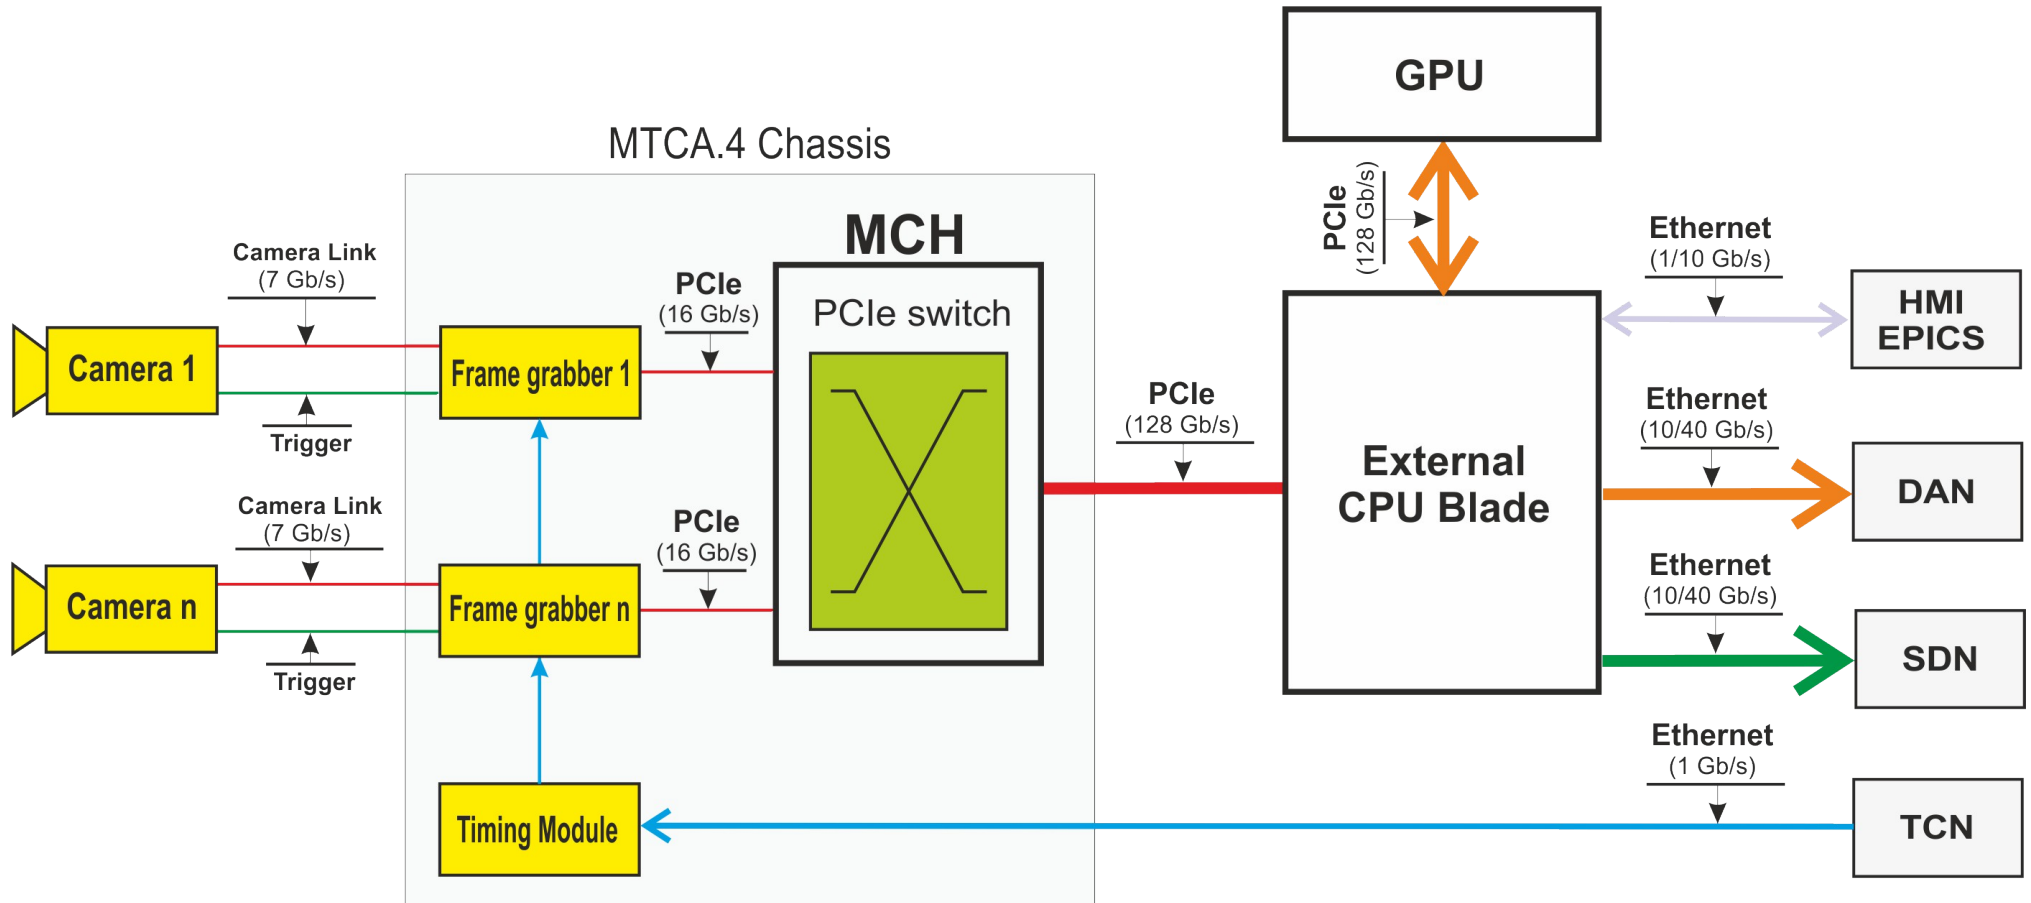 GPU
MTCA.4 Chassis
PCIe
(128 Gb/s)
MCH
Ethernet
(1/10 Gb/s)
Camera Link
(7 Gb/s)
PCIe
(16 Gb/s)
PCIe switch
HMI
EPICS
Camera 1
Frame grabber 1
PCIe
(128 Gb/s)
Ethernet
(10/40 Gb/s)
Trigger
External
CPU Blade
DAN
Camera Link
(7 Gb/s)
PCIe
(16 Gb/s)
Ethernet
(10/40 Gb/s)
Camera n
Frame grabber n
SDN
Trigger
Ethernet
(1 Gb/s)
Timing Module
TCN